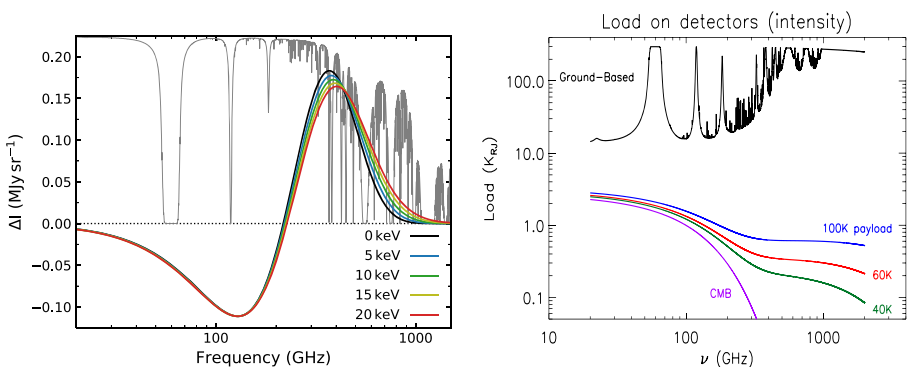 0.20
0.15
0.10
0.05
0.00
−0.05
−0.10
ΔI (MJy sr⁻¹)
0 keV
5 keV
10 keV
15 keV
20 keV
100
1000
Frequency (GHz)
Load on detectors (intensity)
Ground-Based
100.0
10.0
1.0
0.1
Load (K_RJ)
100K payload
60K
40K
CMB
10
100
1000
ν (GHz)